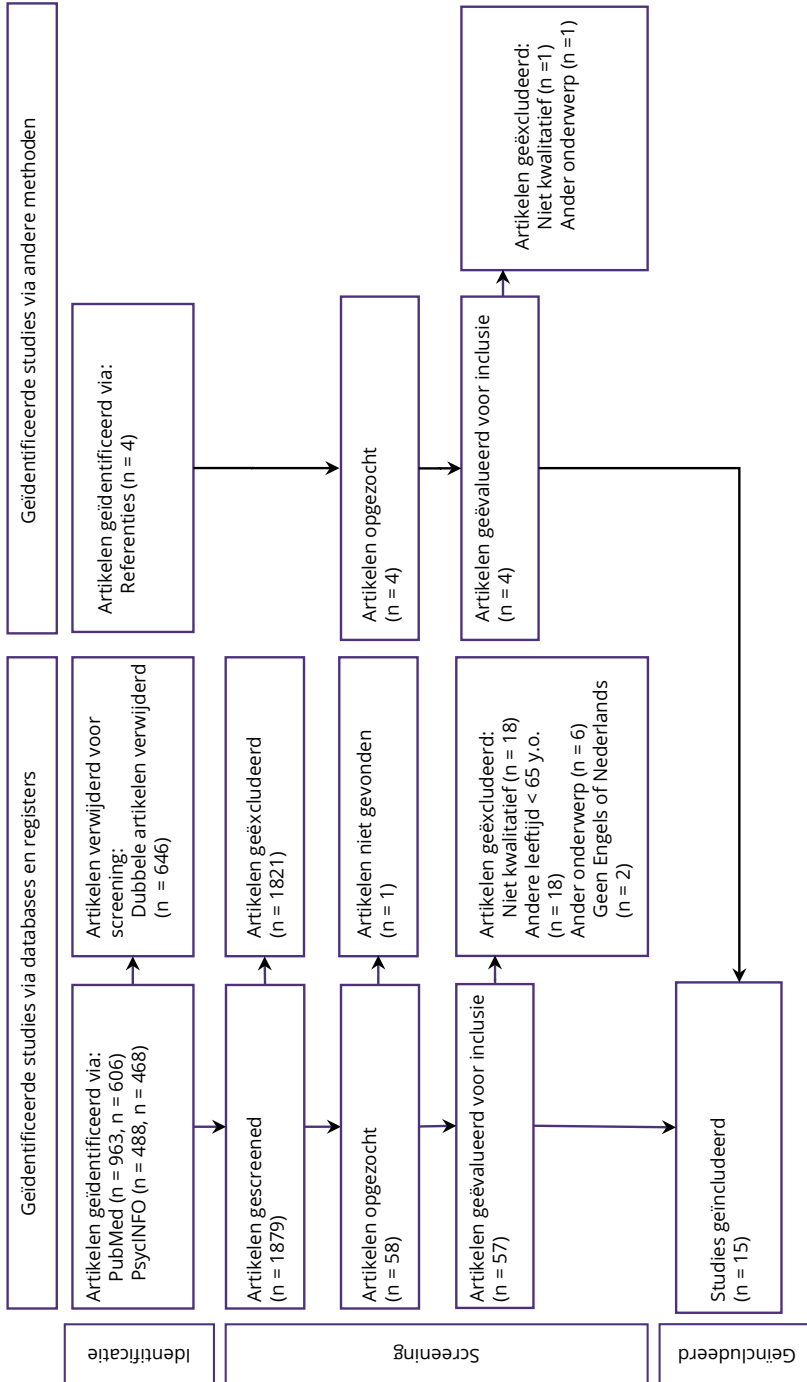 Geïdentificeerde studies via databases en registers
Geïdentificeerde studies via andere methoden
Identificatie
Artikelen geïdentificeerd via:
PubMed (n = 963, n = 606)
PsycINFO (n = 488, n = 468)
Artikelen verwijderd voor
screening:
Dubbele artikelen verwijderd
(n = 646)
Artikelen geïdentificeerd via:
Referenties (n = 4)
Screening
Artikelen gescreened
(n = 1879)
Artikelen geëxcludeerd
(n = 1821)
Artikelen opgezocht
(n = 58)
Artikelen niet gevonden
(n = 1)
Artikelen opgezocht
(n = 4)
Artikelen geëvalueerd voor inclusie
(n = 57)
Artikelen geëxcludeerd:
Niet kwalitatief (n = 18)
Andere leeftijd < 65 y.o.
(n = 18)
Ander onderwerp (n = 6)
Geen Engels of Nederlands
(n = 2)
Artikelen geëvalueerd voor inclusie
(n = 4)
Artikelen geëxcludeerd:
Niet kwalitatief (n =1)
Ander onderwerp (n =1)
Geïncludeerd
Studies geïncludeerd
(n = 15)